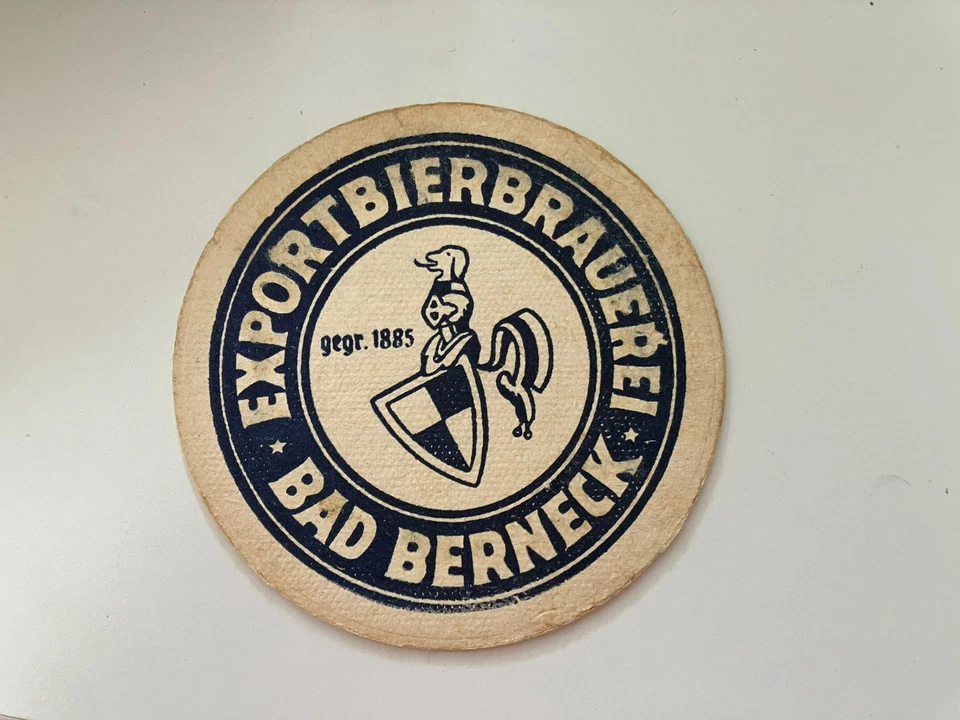 EXPORTBIERBRAUEREI
gegr. 1885
BAD BERNECK